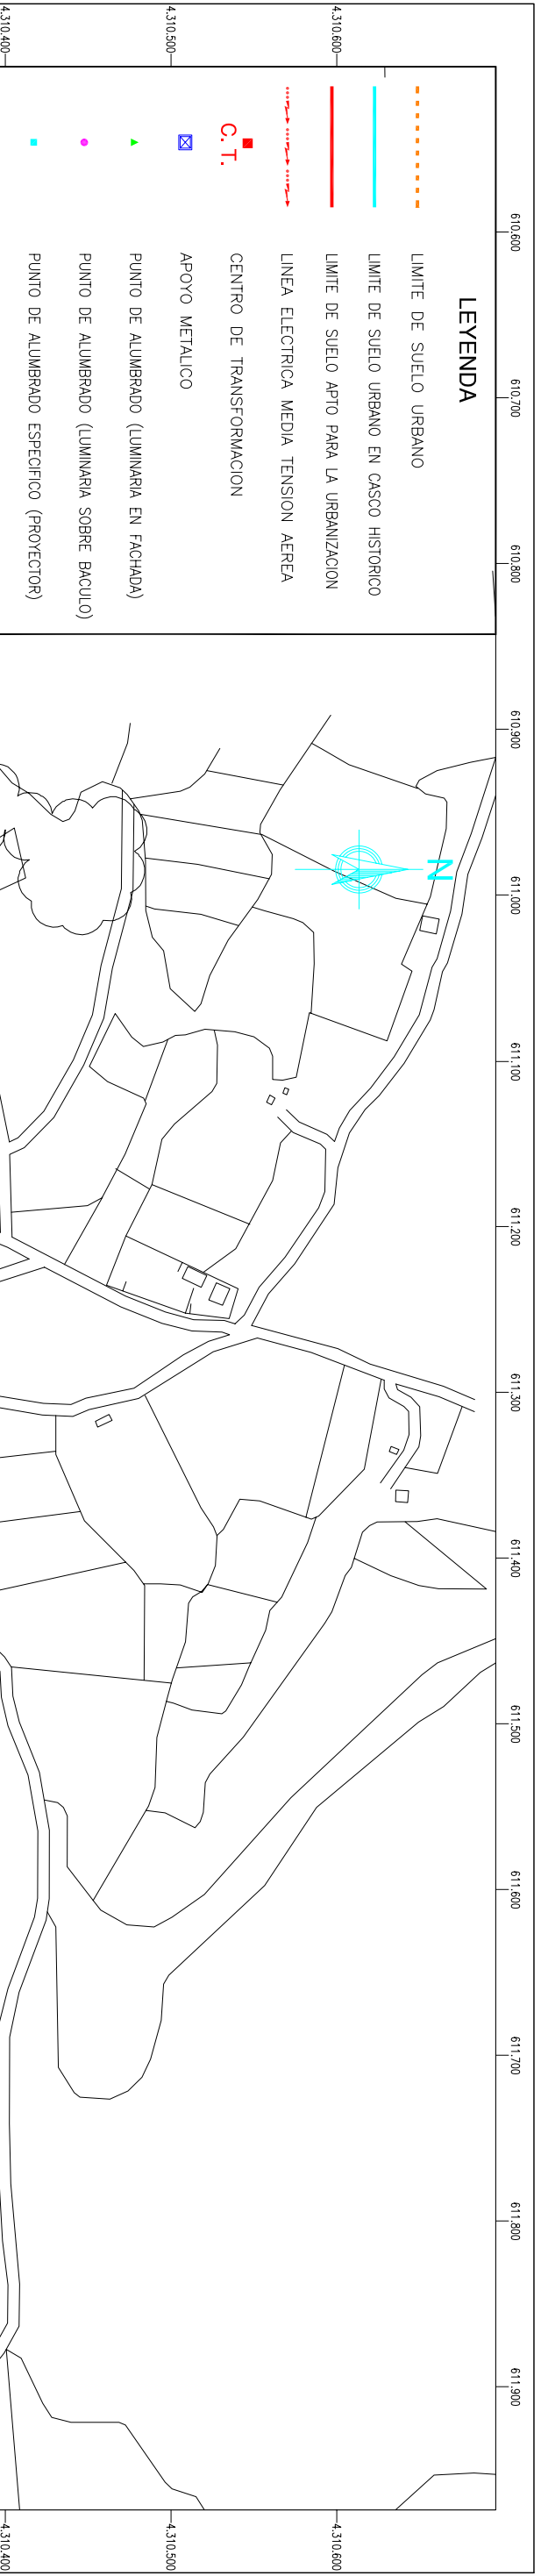 610.600
610.700
610.800
610.900
611.000
611.100
611.200
611.300
611.400
611.500
611.600
611.700
611.800
611.900
4.310.600
4.310.600
4.310.500
4.310.500
4.310.400
4.310.400
LEYENDA
LIMITE DE SUELO URBANO
LIMITE DE SUELO URBANO EN CASCO HISTORICO
LIMITE DE SUELO APTO PARA LA URBANIZACION
LINEA ELECTRICA MEDIA TENSION AEREA
C.T.
CENTRO DE TRANSFORMACION
APOYO METALICO
PUNTO DE ALUMBRADO (LUMINARIA EN FACHADA)
PUNTO DE ALUMBRADO (LUMINARIA SOBRE BACULO)
PUNTO DE ALUMBRADO ESPECIFICO (PROYECTOR)
N